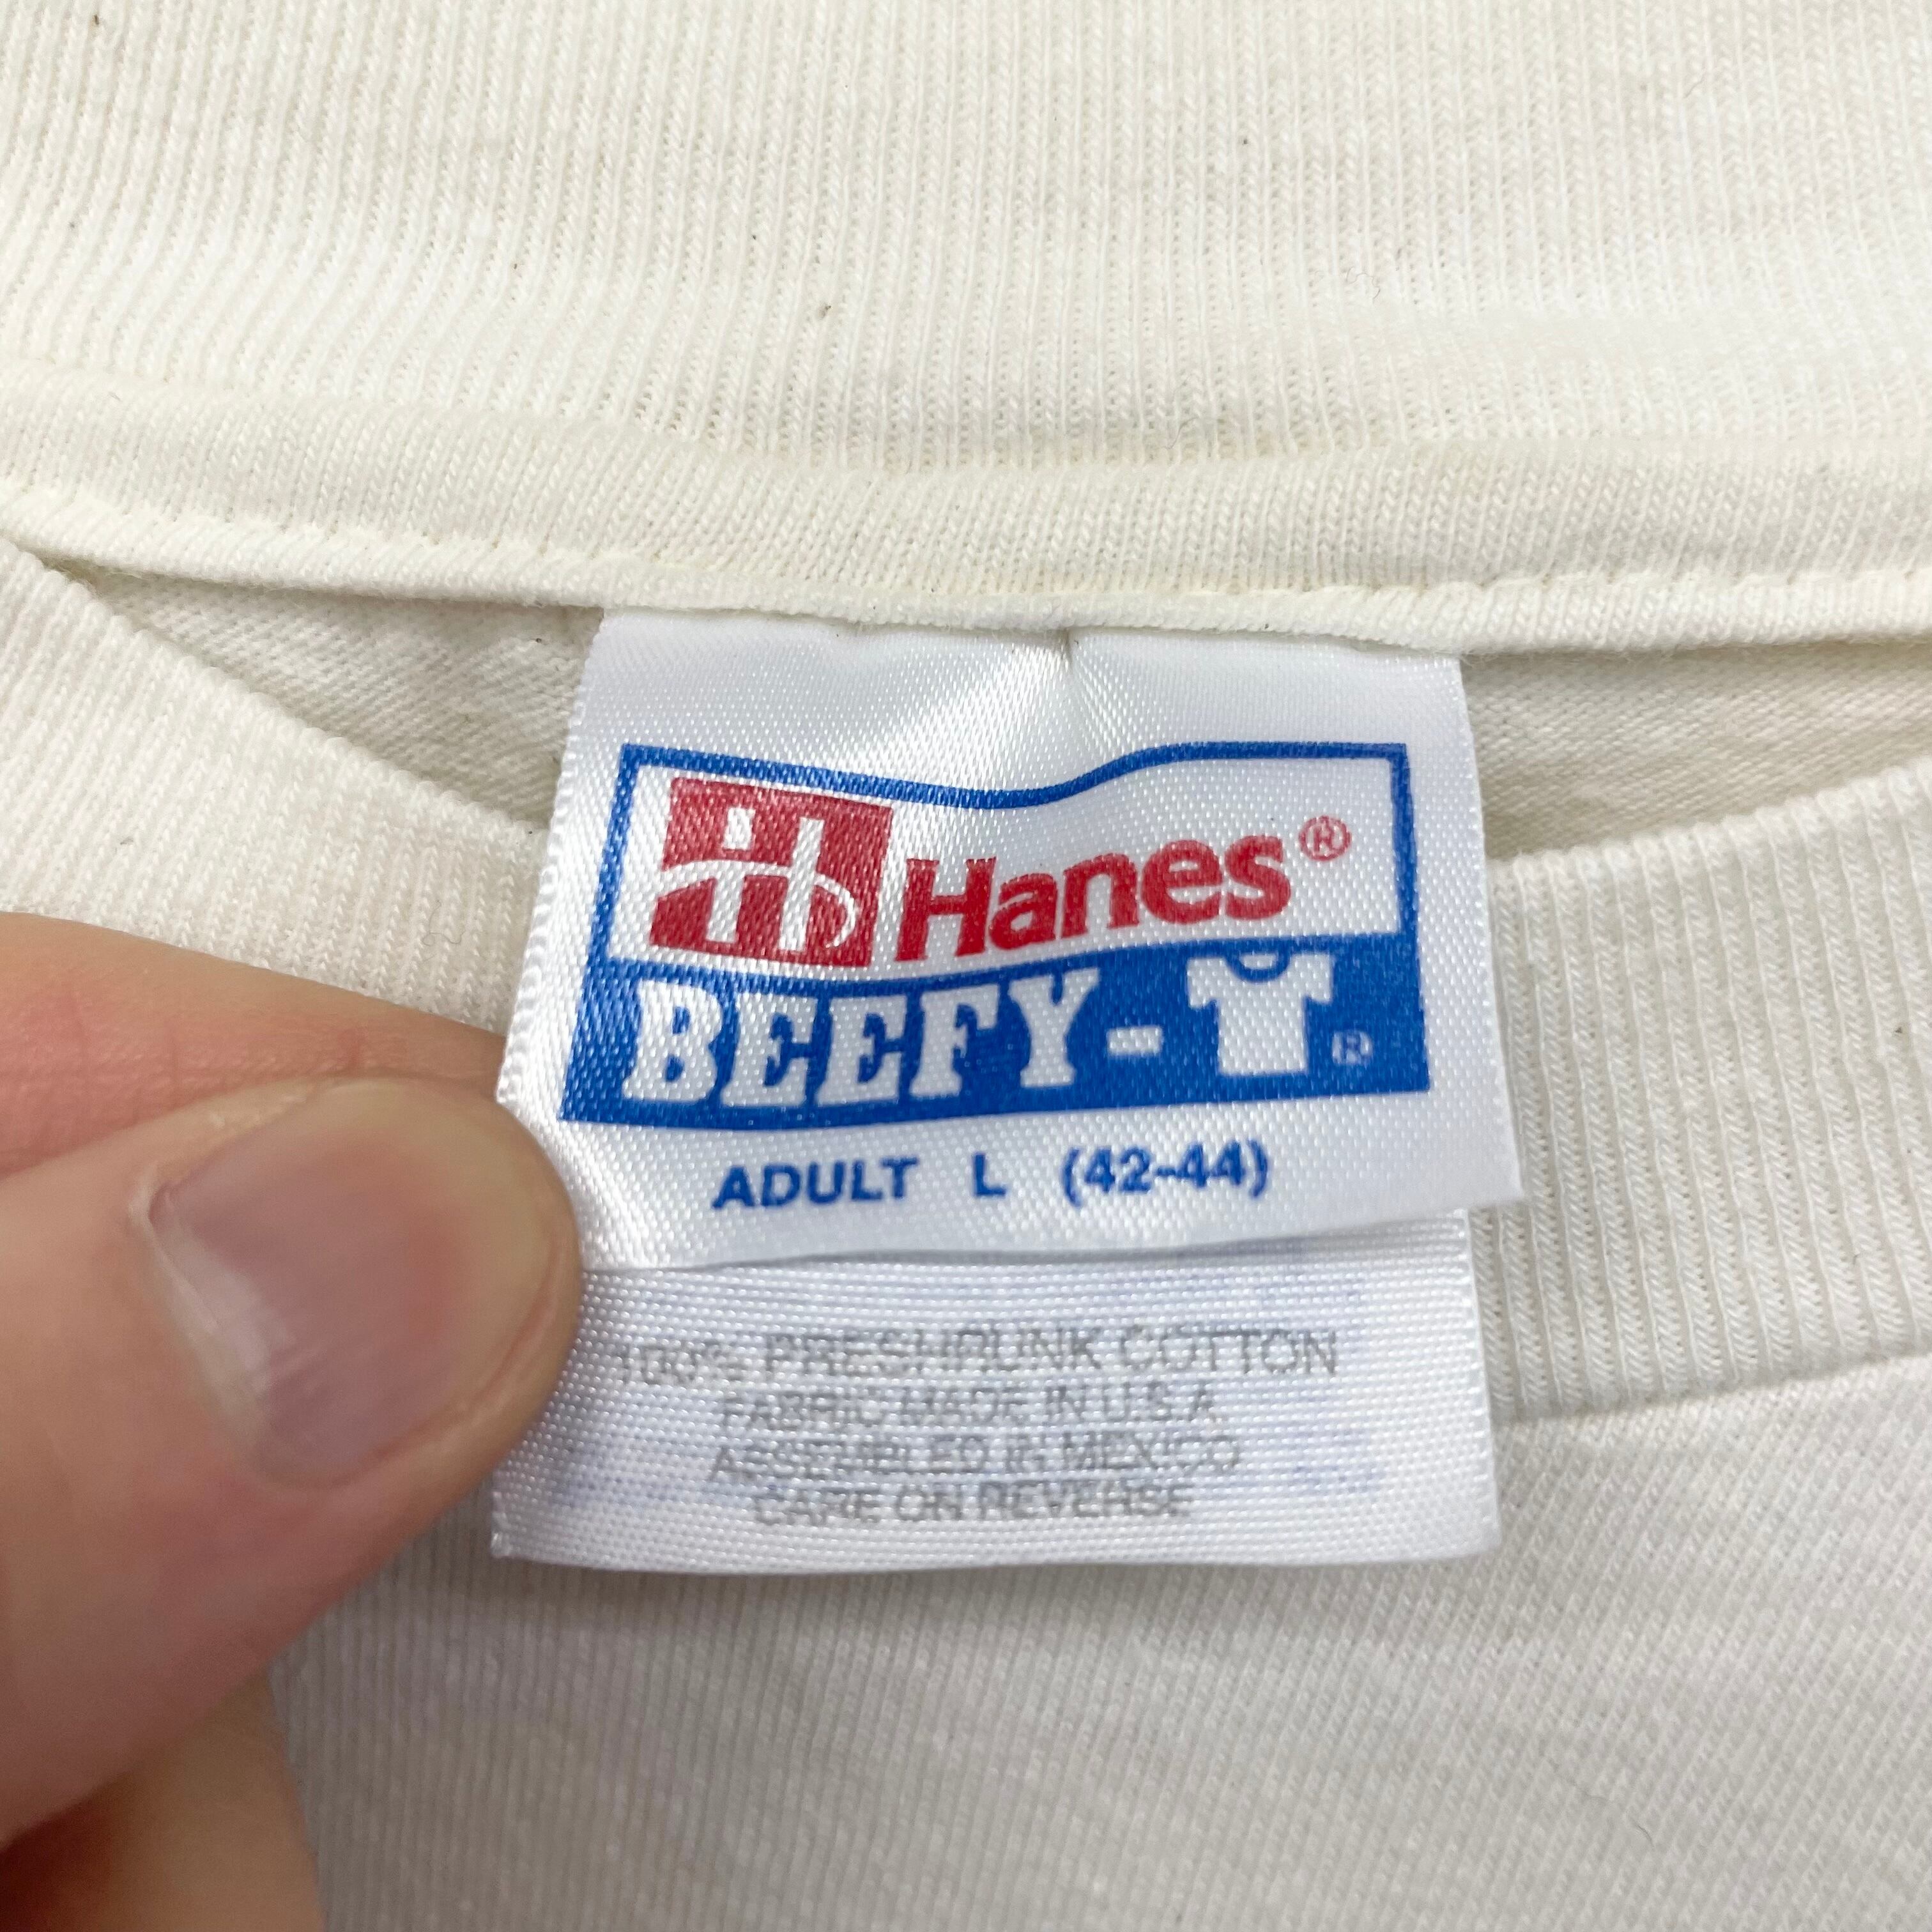 Hanes®
BEEFY-T®
ADULT L (42-44)
100% PRESHRUNK COTTON
FABRIC MADE IN U.S.A.
ASSEMBLED IN MEXICO
CARE ON REVERSE